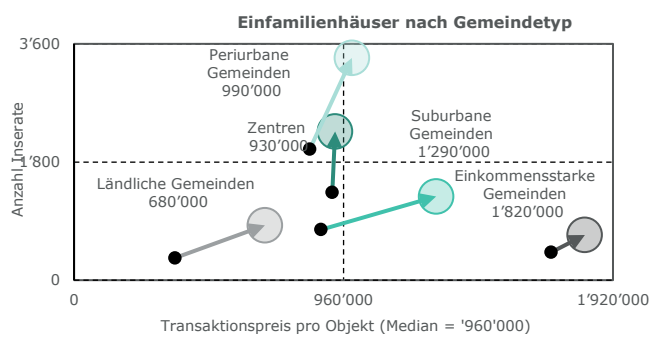 Einfamilienhäuser nach Gemeindetyp
3’600
Periurbane
Gemeinden
990’000
Zentren
930’000
Suburbane
Gemeinden
1’290’000
Anzahl Inserate
1’800
Ländliche Gemeinden
680’000
Einkommensstarke
Gemeinden
1’820’000
0
0
960’000
1’920’000
Transaktionspreis pro Objekt (Median = '960’000)